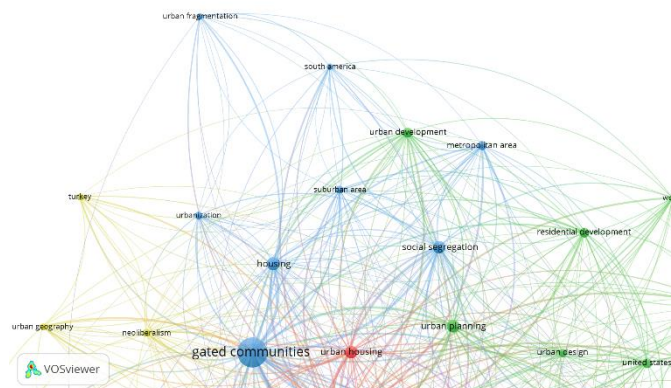 urban fragmentation
south america
urban development
metropolitan area
suburban area
turkey
urbanization
residential development
social segregation
housing
urban geography
neoliberalism
urban planning
gated communities
urban housing
urban design
united states
VOSviewer